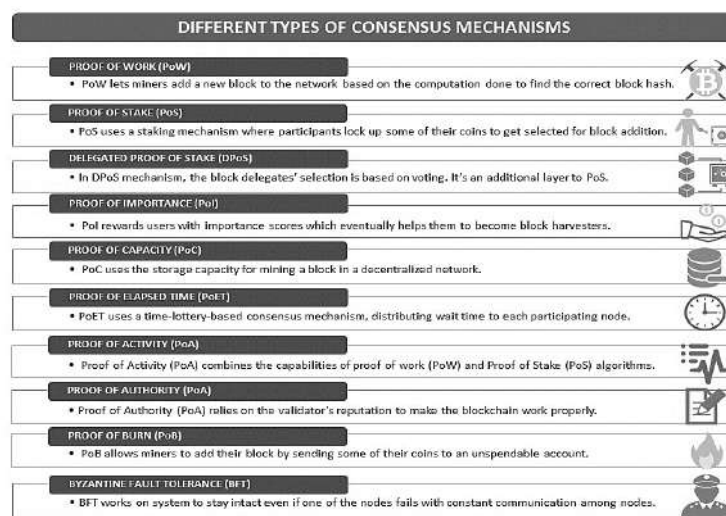 DIFFERENT TYPES OF CONSENSUS MECHANISMS
PROOF OF WORK (PoW)
• PoW lets miners add a new block to the network based on the computation done to find the correct block hash.
PROOF OF STAKE (PoS)
• PoS uses a staking mechanism where participants lock up some of their coins to get selected for block addition.
DELEGATED PROOF OF STAKE (DPoS)
• In DPoS mechanism, the block delegates' selection is based on voting. It's an additional layer to PoS.
PROOF OF IMPORTANCE (PoI)
• PoI rewards users with importance scores which eventually helps them to become block harvesters.
PROOF OF CAPACITY (PoC)
• PoC uses the storage capacity for mining a block in a decentralized network.
PROOF OF ELAPSED TIME (PoET)
• PoET uses a time-lottery-based consensus mechanism, distributing wait time to each participating node.
PROOF OF ACTIVITY (PoA)
• Proof of Activity (PoA) combines the capabilities of proof of work (PoW) and Proof of Stake (PoS) algorithms.
PROOF OF AUTHORITY (PoA)
• Proof of Authority (PoA) relies on the validator's reputation to make the blockchain work properly.
PROOF OF BURN (PoB)
• PoB allows miners to add their block by sending some of their coins to an unspendable account.
BYZANTINE FAULT TOLERANCE (BFT)
• BFT works on system to stay intact even if one of the nodes fails with constant communication among nodes.